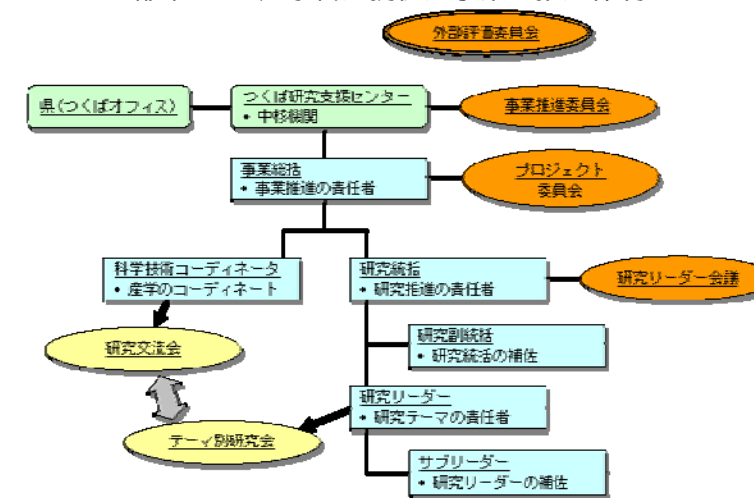 外部評価委員会
県(つくばオフィス)
つくば研究支援センター
• 中核機関
事業推進委員会
事業総括
• 事業推進の責任者
プロジェクト
委員会
科学技術コーディネータ
• 産学のコーディネート
研究統括
• 研究推進の責任者
研究リーダー会議
研究副統括
• 研究統括の補佐
研究交流会
研究リーダー
• 研究テーマの責任者
テーマ別研究会
サブリーダー
• 研究リーダーの補佐